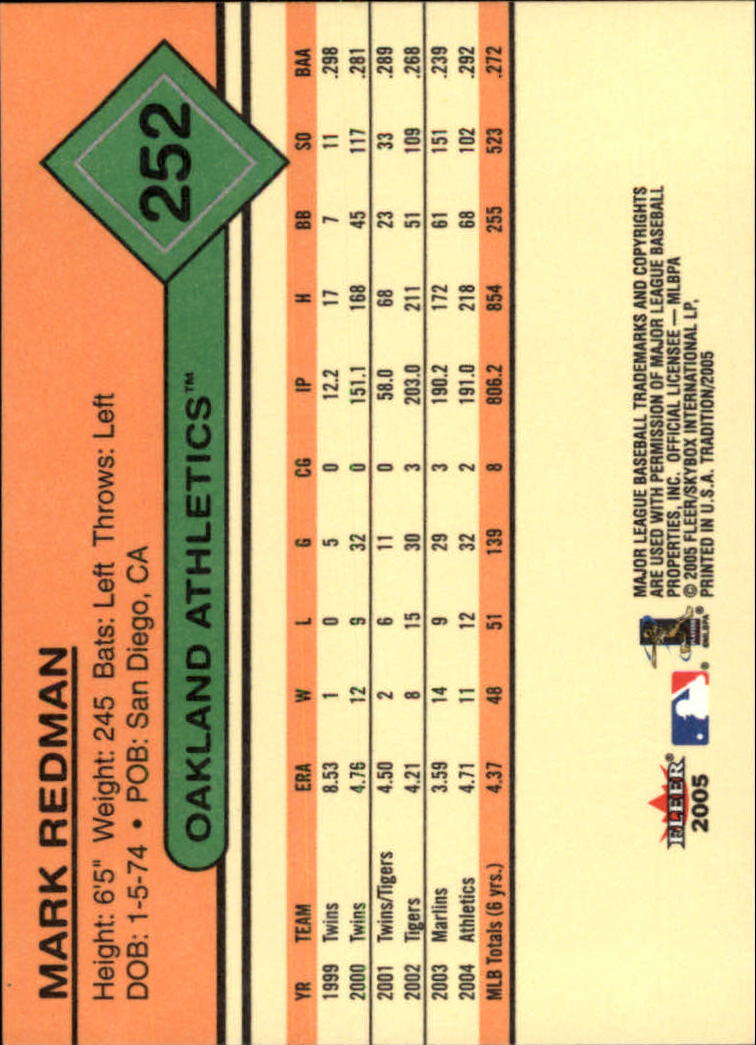 MARK REDMAN
Height: 6'5" Weight: 245 Bats: Left Throws: Left
DOB: 1-5-74 • POB: San Diego, CA
OAKLAND ATHLETICS™
252
YR TEAM ERA W L G CG IP H BB SO BAA
1999 Twins 8.53 1 0 5 0 12.2 17 7 11 .298
2000 Twins 4.76 12 9 32 0 151.1 168 45 117 .281
2001 Twins/Tigers 4.50 2 6 11 0 58.0 68 23 33 .289
2002 Tigers 4.21 8 15 30 3 203.0 211 51 109 .268
2003 Marlins 3.59 14 9 29 3 190.2 172 61 151 .239
2004 Athletics 4.71 11 12 32 2 191.0 218 68 102 .292
MLB Totals (6 yrs.) 4.37 48 51 139 8 806.2 854 255 523 .272
FLEER®
2005
®
®
©MLBPA
MAJOR LEAGUE BASEBALL TRADEMARKS AND COPYRIGHTS
ARE USED WITH PERMISSION OF MAJOR LEAGUE BASEBALL
PROPERTIES, INC. OFFICIAL LICENSEE — MLBPA
© 2005 FLEER/SKYBOX INTERNATIONAL LP,
PRINTED IN U.S.A. TRADITION/2005